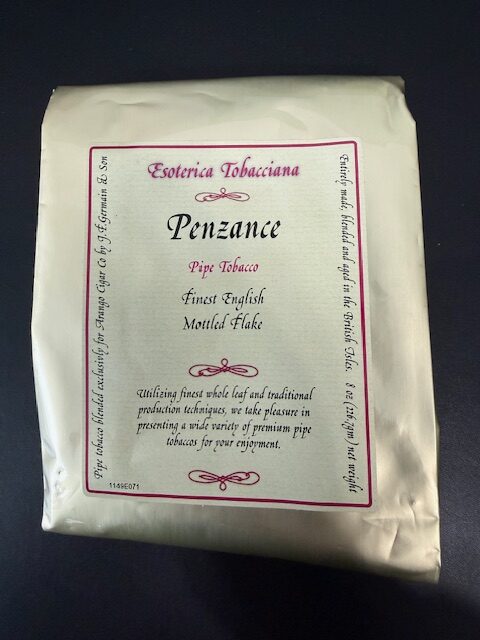 Esoterica Tobacciana
Penzance
Pipe Tobacco
Finest English
Mottled Flake
Utilizing finest whole leaf and traditional
production techniques, we take pleasure in
presenting a wide variety of premium pipe
tobaccos for your enjoyment.
Pipe tobacco blended exclusivly for Arango Cigar Co by J.F.Germain & Son
Entirely made, blended and aged in the British Isles. 8 oz (226.7gm) net weight
1149E071